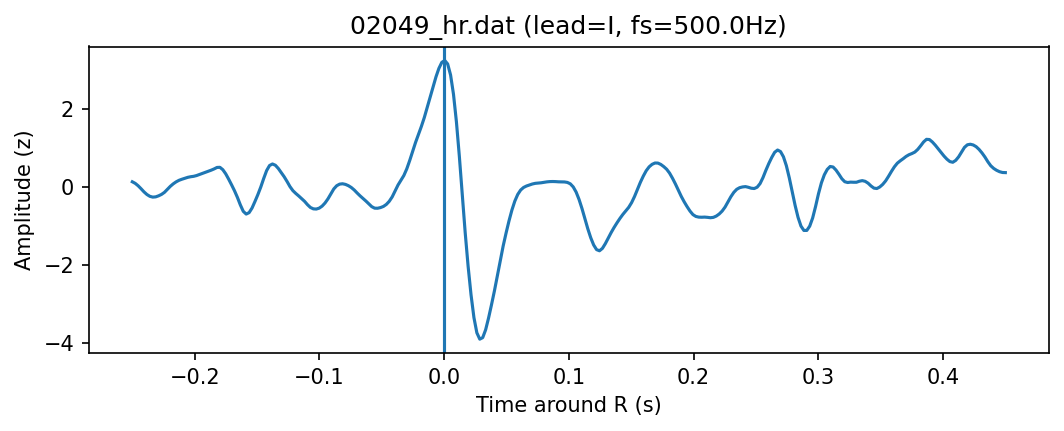 02049_hr.dat (lead=I, fs=500.0Hz)
Amplitude (z)
2
0
−2
−4
−0.2 −0.1 0.0 0.1 0.2 0.3 0.4
Time around R (s)